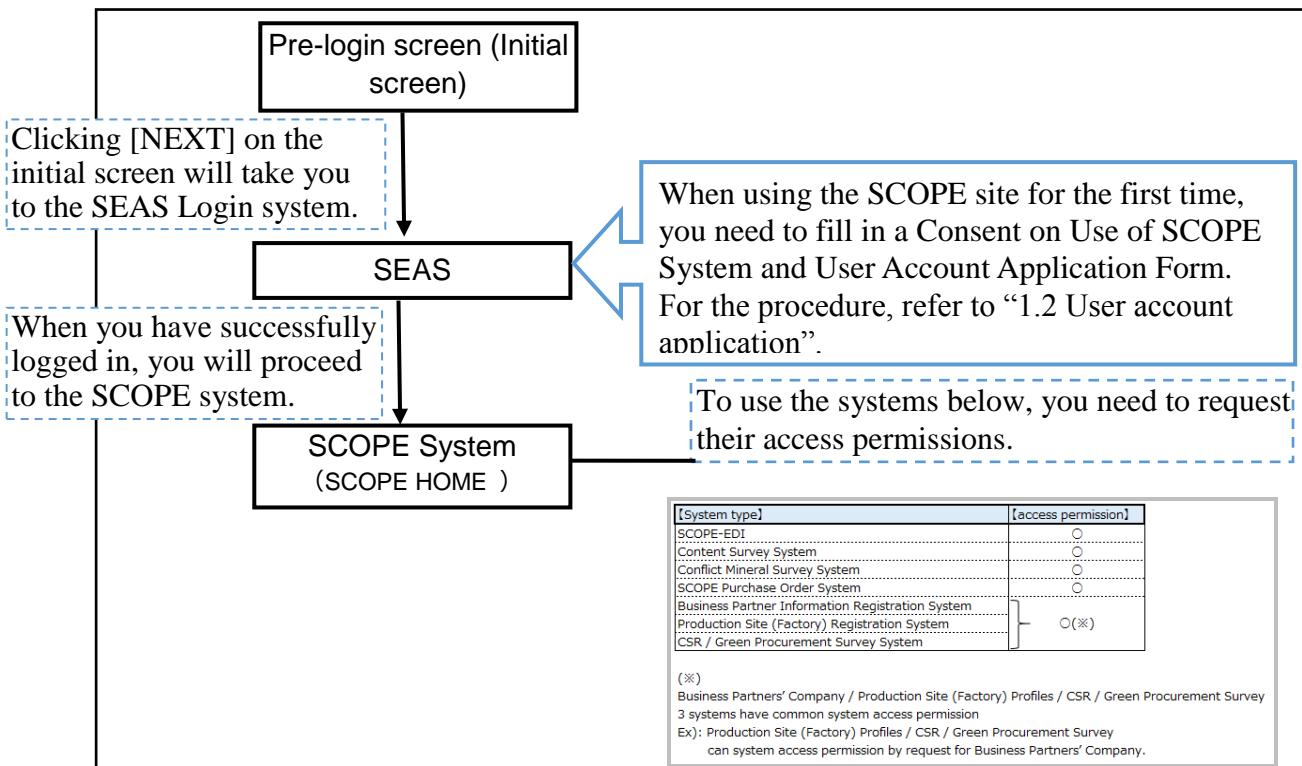 Pre-login screen (Initial
screen)
Clicking [NEXT] on the
initial screen will take you
to the SEAS Login system.
When using the SCOPE site for the first time,
you need to fill in a Consent on Use of SCOPE
System and User Account Application Form.
For the procedure, refer to “1.2 User account
application”.
SEAS
When you have successfully
logged in, you will proceed
to the SCOPE system.
To use the systems below, you need to request
their access permissions.
SCOPE System
（SCOPE HOME ）
【System type】 【access permission】
SCOPE-EDI ○
Content Survey System ○
Conflict Mineral Survey System ○
SCOPE Purchase Order System ○
Business Partner Information Registration System
Production Site (Factory) Registration System ○(※)
CSR / Green Procurement Survey System
(※)
Business Partners’ Company / Production Site (Factory) Profiles / CSR / Green Procurement Survey
3 systems have common system access permission
Ex): Production Site (Factory) Profiles / CSR / Green Procurement Survey
can system access permission by request for Business Partners’ Company.